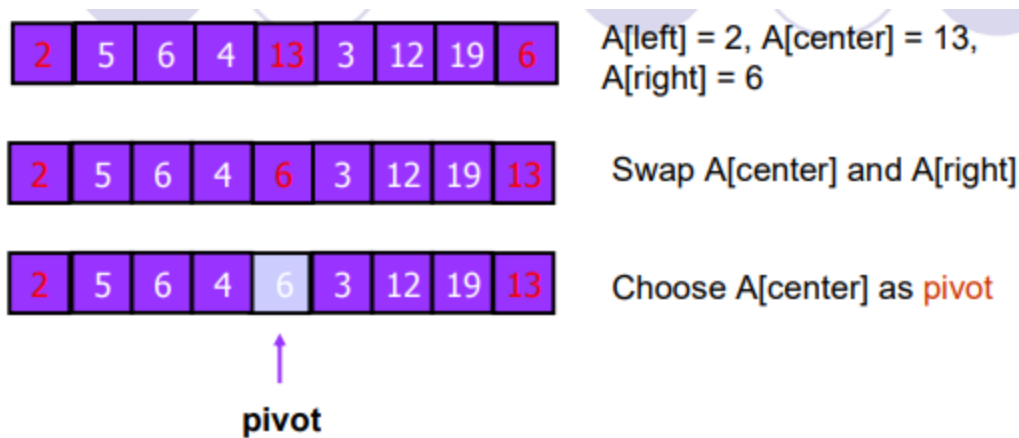 2 5 6 4 13 3 12 19 6
A[left] = 2, A[center] = 13,
A[right] = 6
2 5 6 4 6 3 12 19 13
Swap A[center] and A[right]
2 5 6 4 6 3 12 19 13
Choose A[center] as pivot
pivot